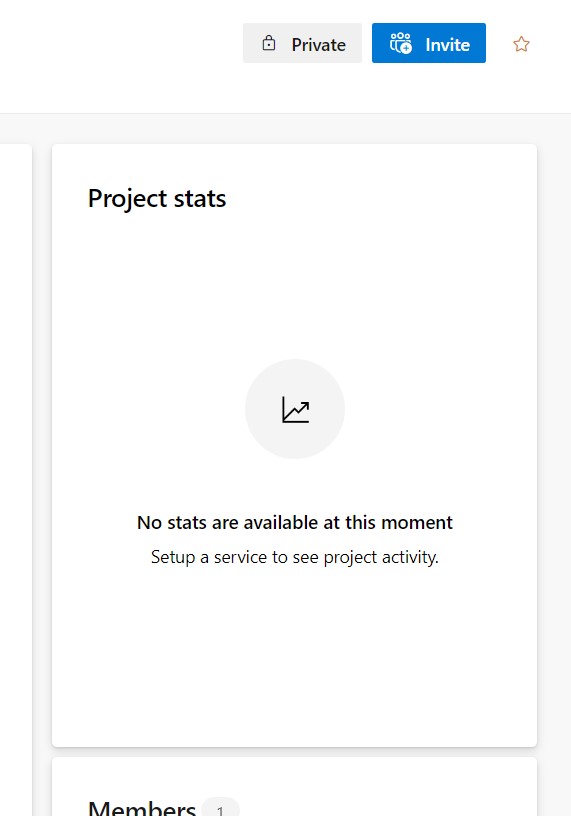 Private
Invite
Project stats
No stats are available at this moment
Setup a service to see project activity.
Members 1